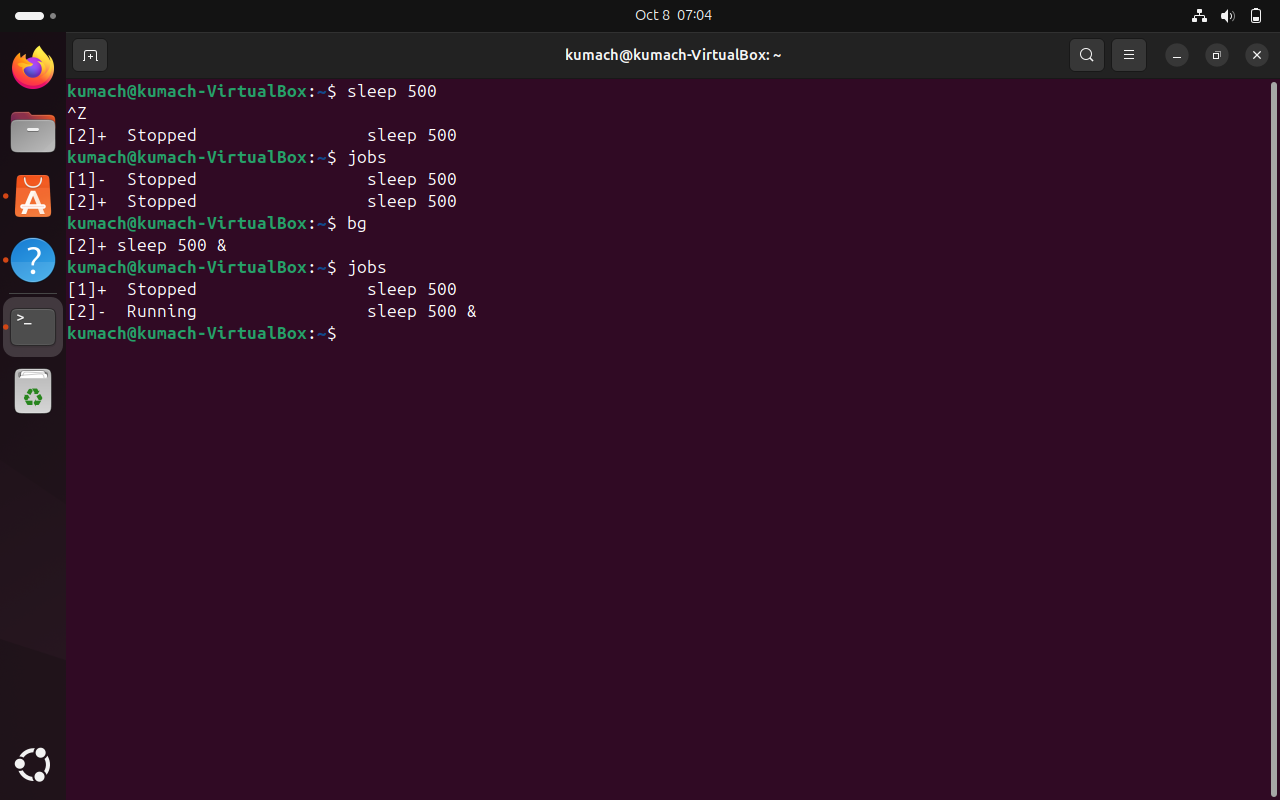 Oct 8 07:04
kumach@kumach-VirtualBox: ~
kumach@kumach-VirtualBox:~$ sleep 500
^Z
[2]+  Stopped                 sleep 500
kumach@kumach-VirtualBox:~$ jobs
[1]-  Stopped                 sleep 500
[2]+  Stopped                 sleep 500
kumach@kumach-VirtualBox:~$ bg
[2]+ sleep 500 &
kumach@kumach-VirtualBox:~$ jobs
[1]+  Stopped                 sleep 500
[2]-  Running                 sleep 500 &
kumach@kumach-VirtualBox:~$